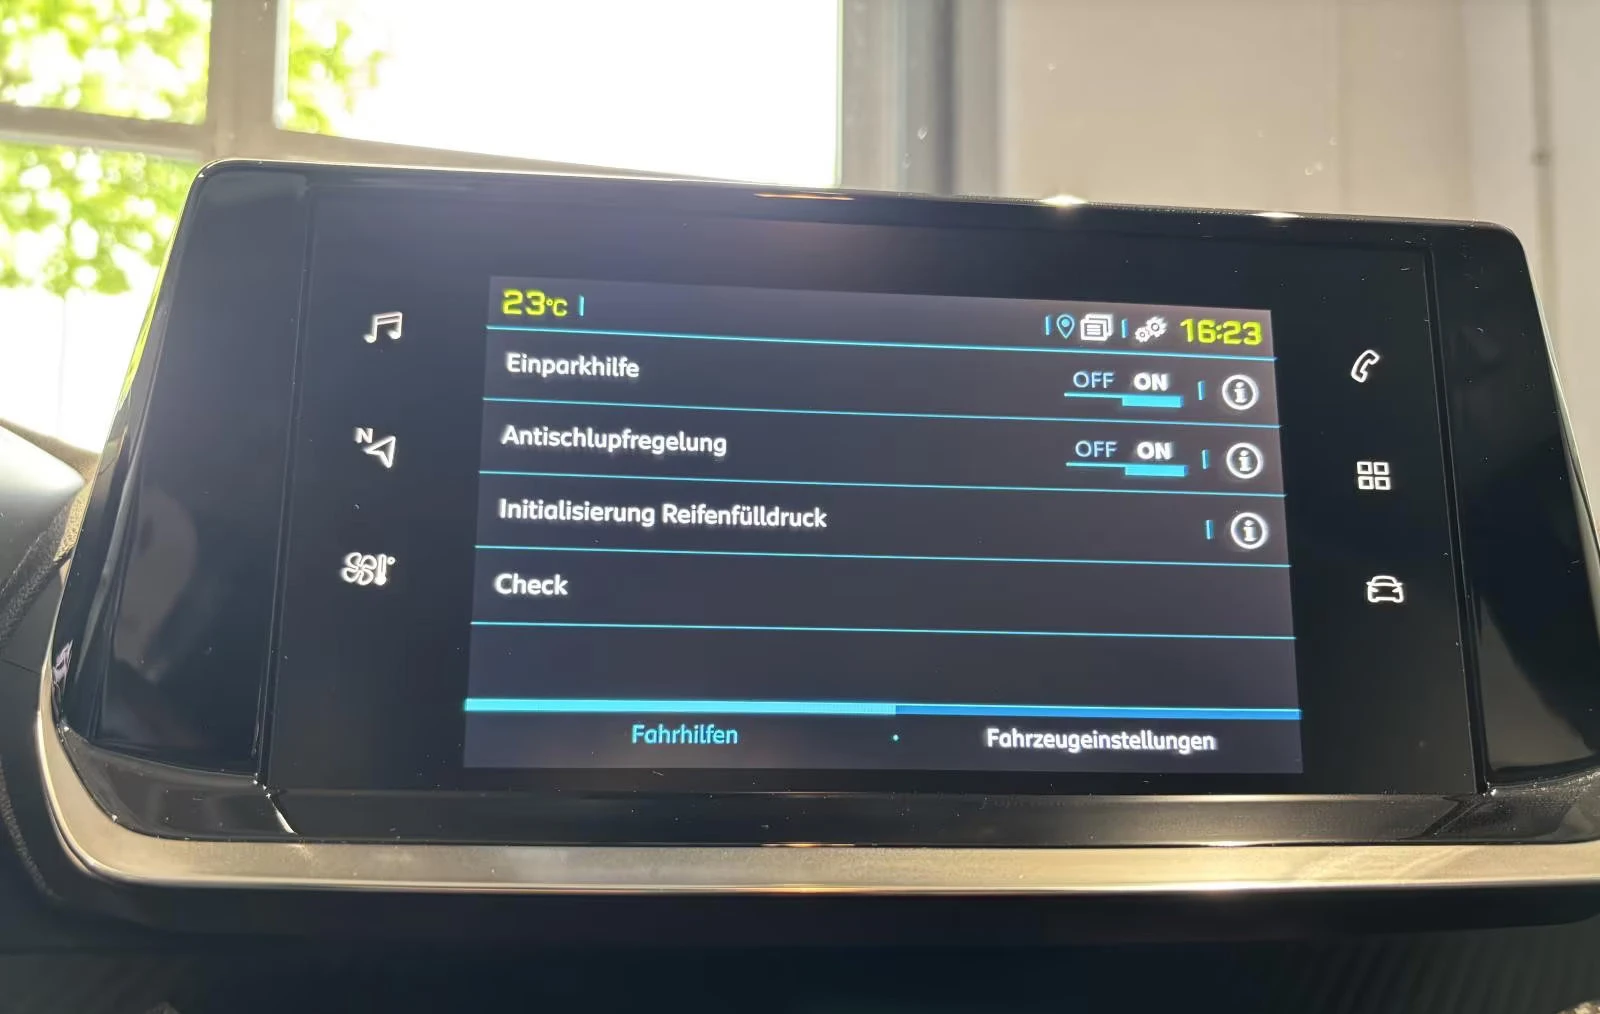 23°C
16:23
Einparkhilfe OFF ON
Antischlupfregelung OFF ON
Initialisierung Reifenfülldruck
Check
Fahrhilfen Fahrzeugeinstellungen
N